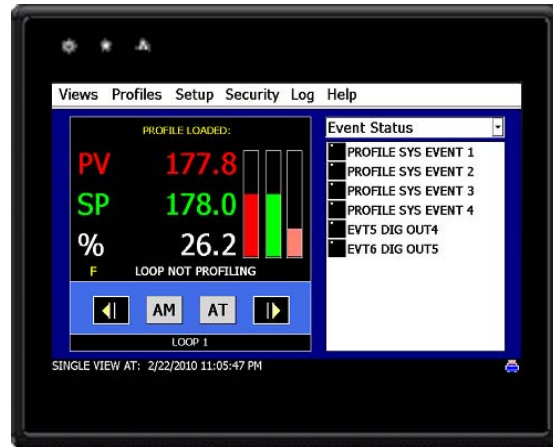 Views Profiles Setup Security Log Help
PROFILE LOADED:
PV 177.8
SP 178.0
% 26.2
F LOOP NOT PROFILING
AM AT
LOOP 1
Event Status
PROFILE SYS EVENT 1
PROFILE SYS EVENT 2
PROFILE SYS EVENT 3
PROFILE SYS EVENT 4
EVT5 DIG OUT4
EVT6 DIG OUT5
SINGLE VIEW AT: 2/22/2010 11:05:47 PM